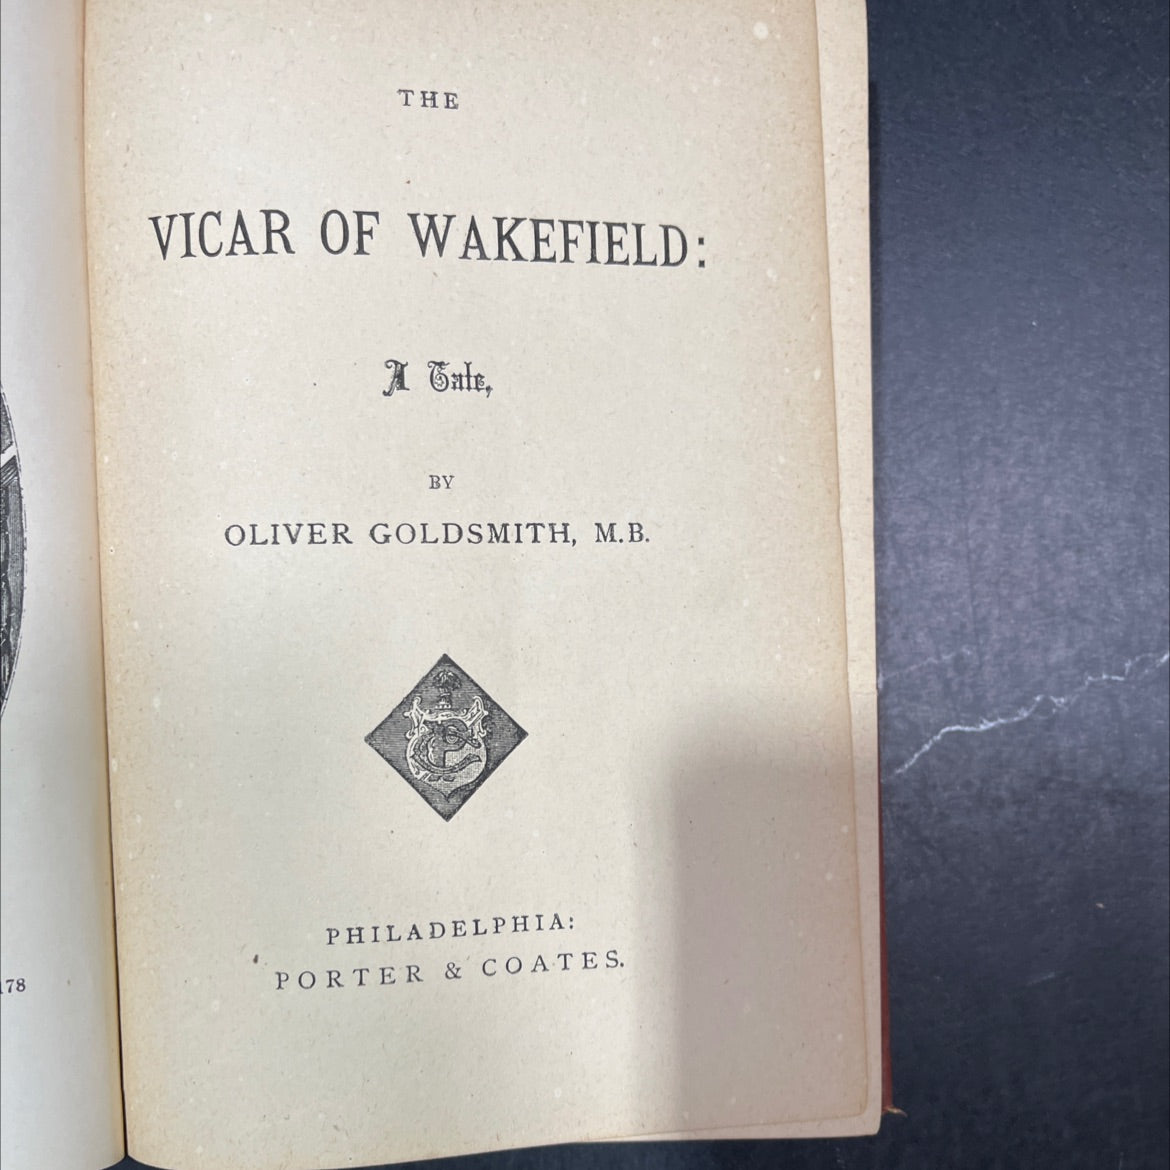 THE
VICAR OF WAKEFIELD:
A Tale,
BY
OLIVER GOLDSMITH, M.B.
PHILADELPHIA:
PORTER & COATES.
178